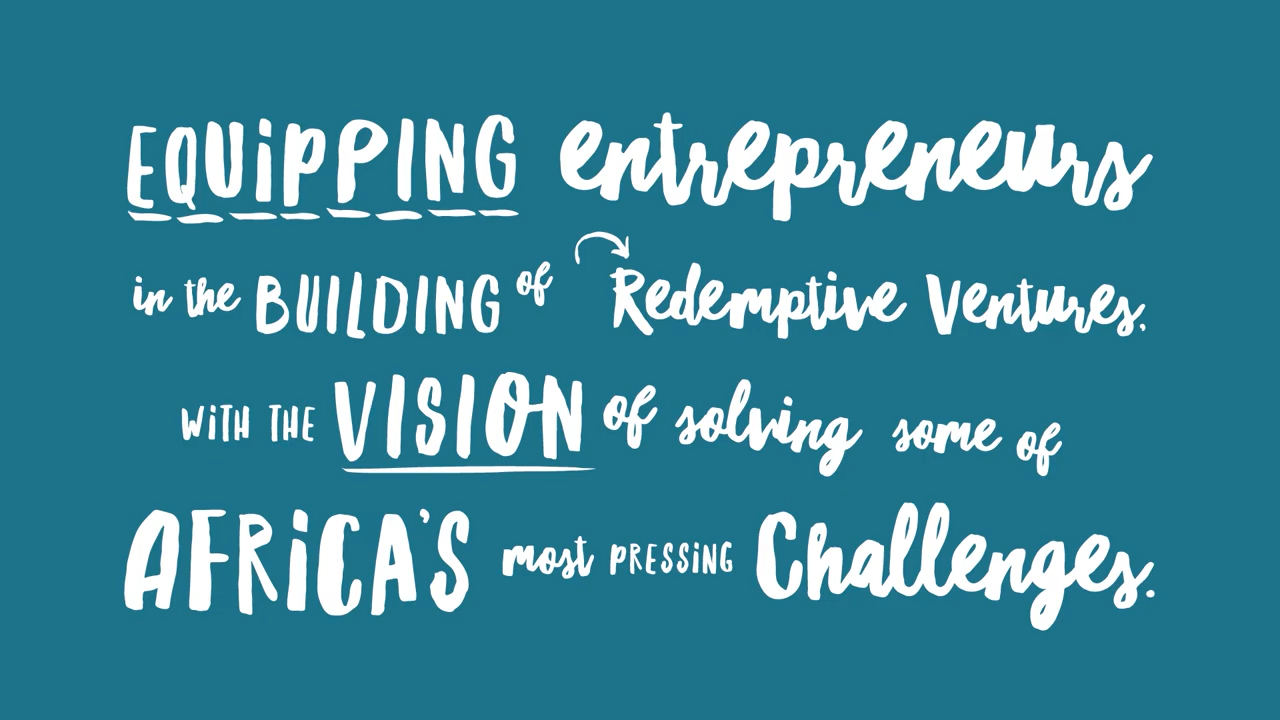 EQUiPPING entrepreneurs
in the BUILDING of Redemptive Ventures,
WiTH THE VISION of solving some of
AFRiCA'S most PRESSiNG Challenges.